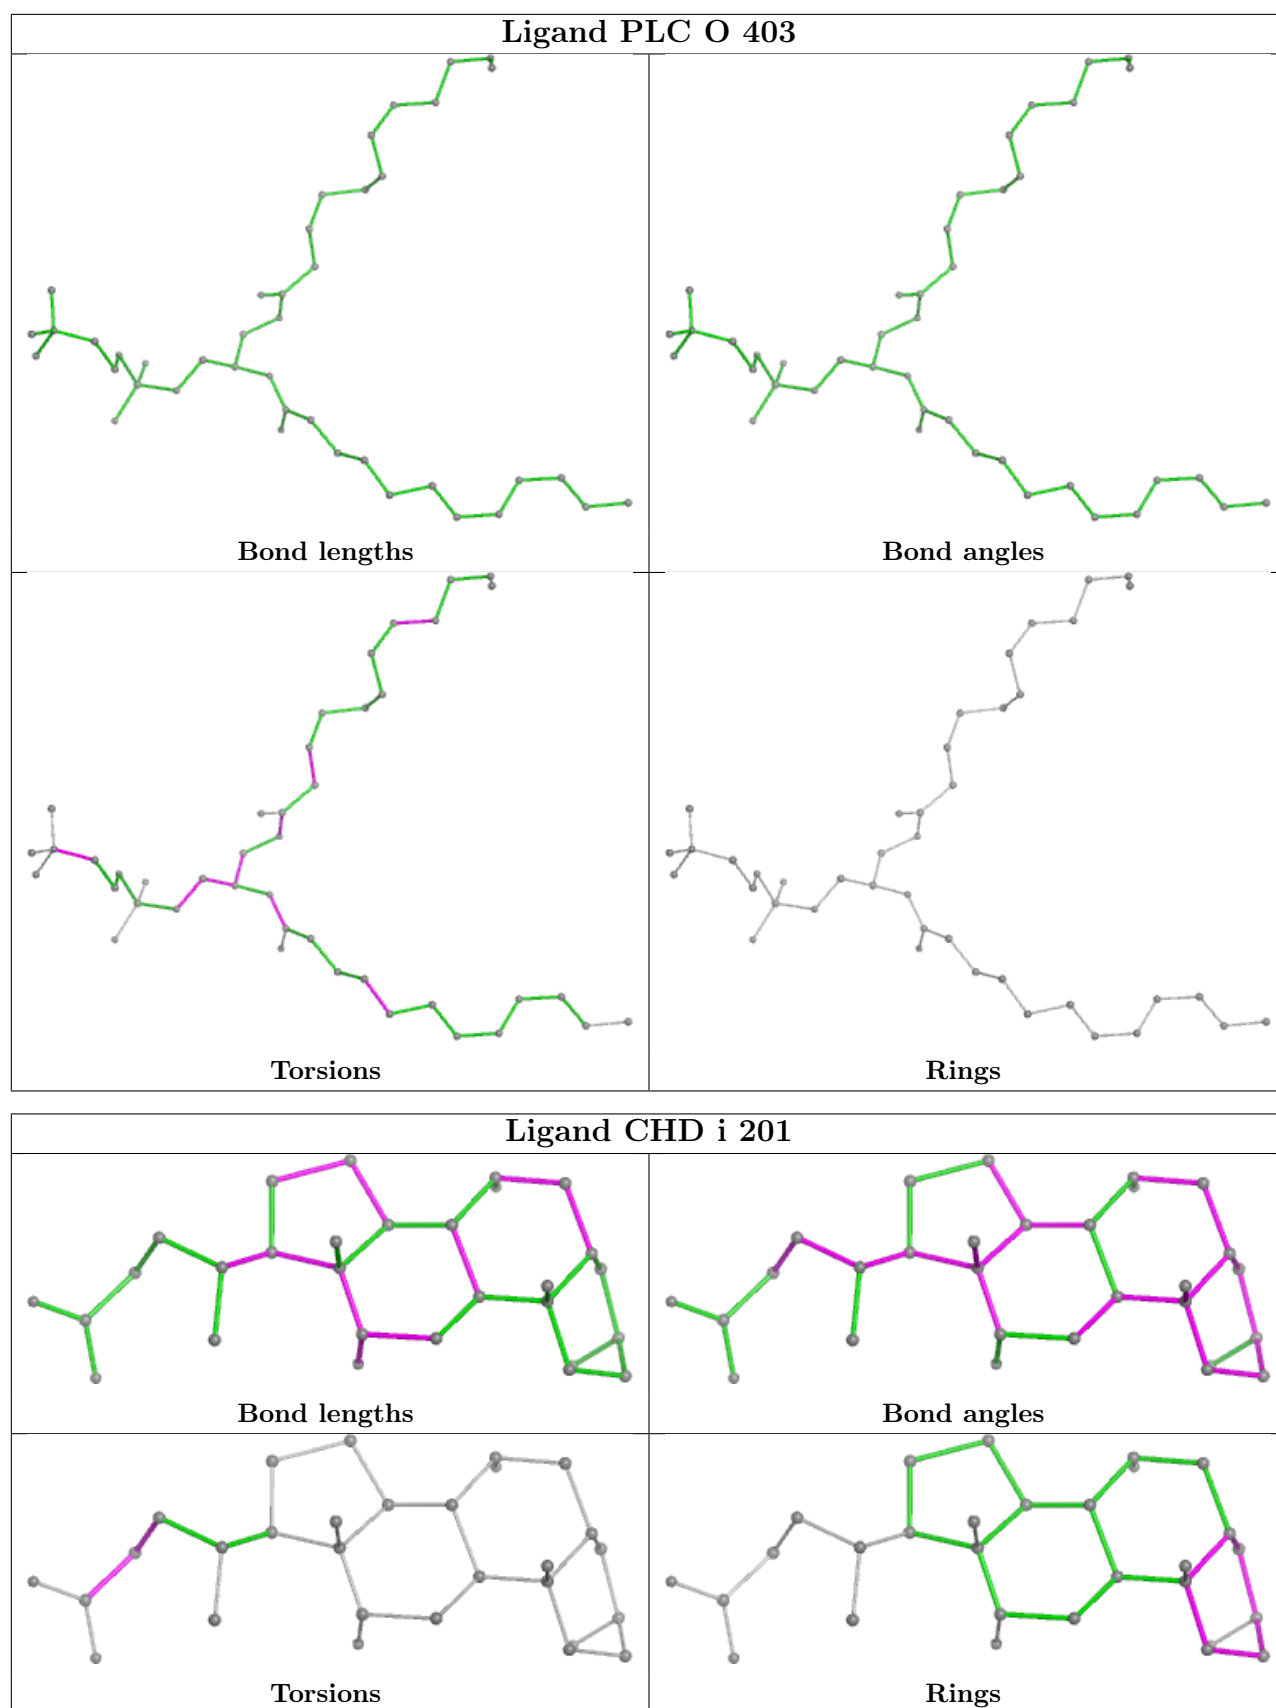 Ligand PLC O 403
Bond lengths
Bond angles
Torsions
Rings
Ligand CHD i 201
Bond lengths
Bond angles
Torsions
Rings